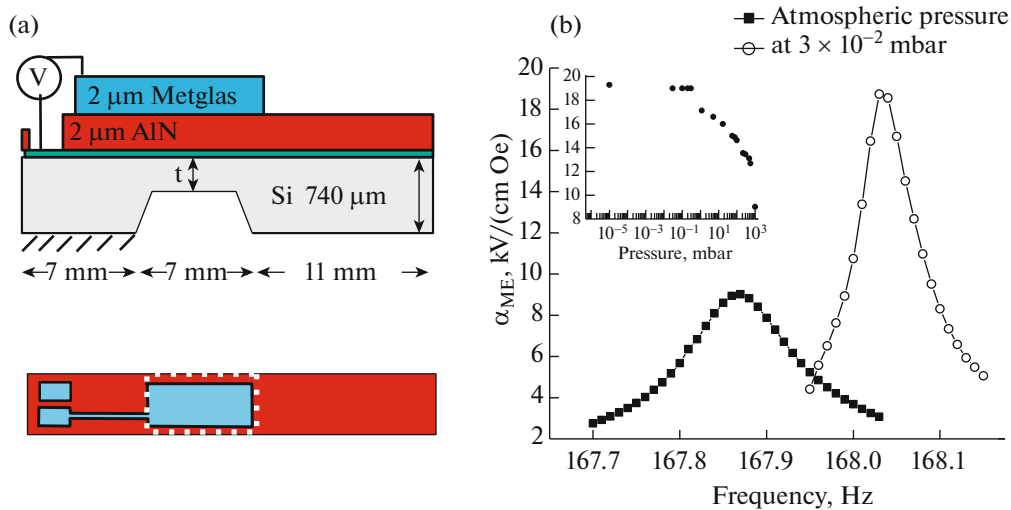 (a)
V
2 μm Metglas
2 μm AlN
t
Si 740 μm
7 mm
7 mm
11 mm
(b)
Atmospheric pressure
at 3 × 10⁻² mbar
20
18
16
14
12
10
8
10⁻⁵
10⁻³
10⁻¹
10¹
10³
Pressure, mbar
α_ME, kV/(cm Oe)
20
18
16
14
12
10
8
6
4
2
167.7
167.8
167.9
168.0
168.1
Frequency, Hz